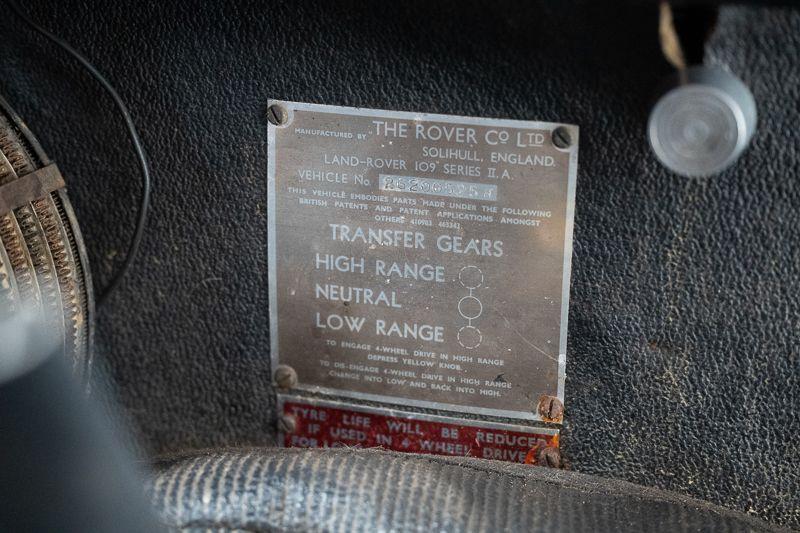 MANUFACTURED BY THE ROVER Co LTD
SOLIHULL, ENGLAND.
LAND-ROVER 109 SERIES II.A.
VEHICLE No
THIS VEHICLE EMBODIES PARTS MADE UNDER THE FOLLOWING
BRITISH PATENTS AND PATENT APPLICATIONS AMONGST
OTHERS 410983 463343
TRANSFER GEARS
HIGH RANGE
NEUTRAL
LOW RANGE
TO ENGAGE 4-WHEEL DRIVE IN HIGH RANGE
DEPRESS YELLOW KNOB.
TO DIS-ENGAGE 4-WHEEL DRIVE IN HIGH RANGE
CHANGE INTO LOW AND BACK INTO HIGH.
TYRE LIFE WILL BE REDUCED
IF USED IN 4 WHEEL DRIVE
FOR